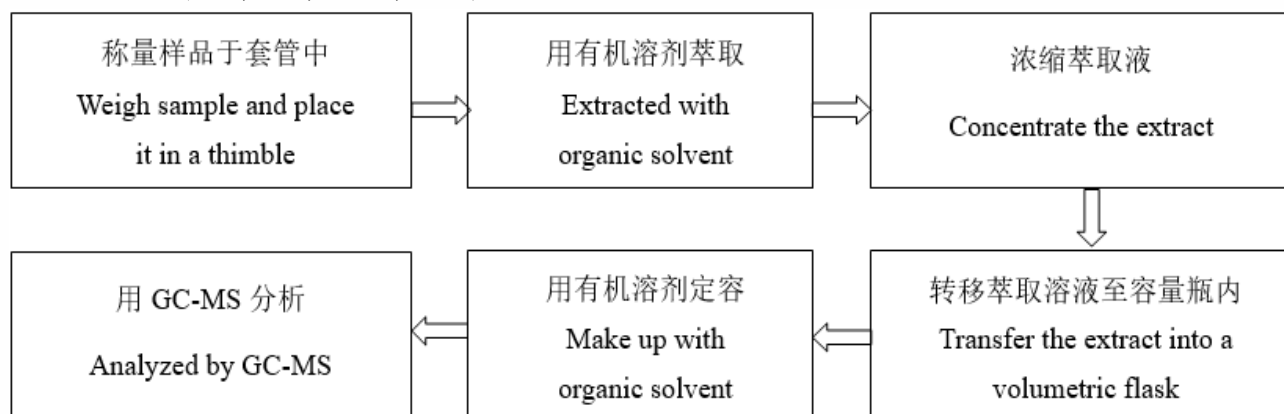 称量样品于套管中
Weigh sample and place
it in a thimble
用有机溶剂萃取
Extracted with
organic solvent
浓缩萃取液
Concentrate the extract
转移萃取溶液至容量瓶内
Transfer the extract into a
volumetric flask
用有机溶剂定容
Make up with
organic solvent
用 GC-MS 分析
Analyzed by GC-MS